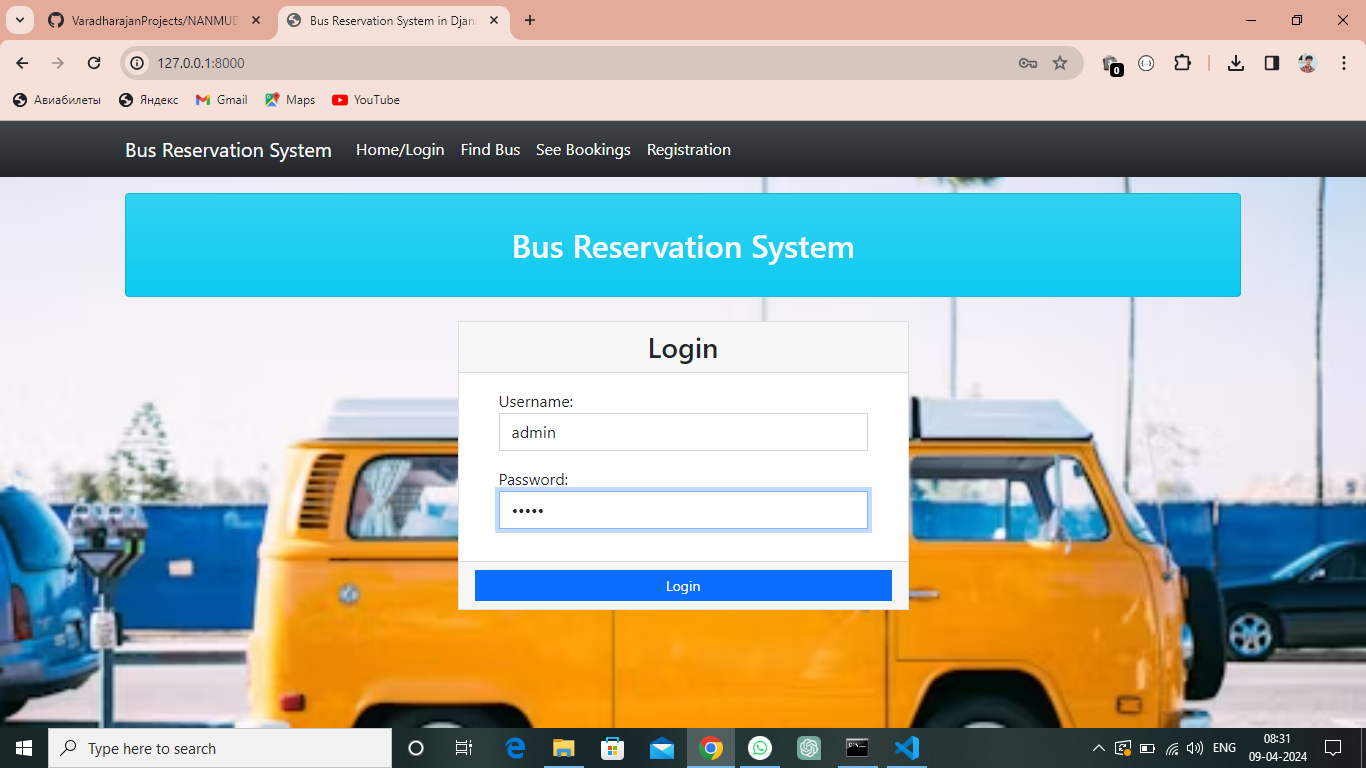 VaradharajanProjects/NANMUD
Bus Reservation System in Djan
127.0.0.1:8000
0
Авиабилеты
Яндекс
Gmail
Maps
YouTube
Bus Reservation System
Home/Login
Find Bus
See Bookings
Registration
Bus Reservation System
Login
Username:
admin
Password:
•••••
Login
Type here to search
ENG
08:31
09-04-2024